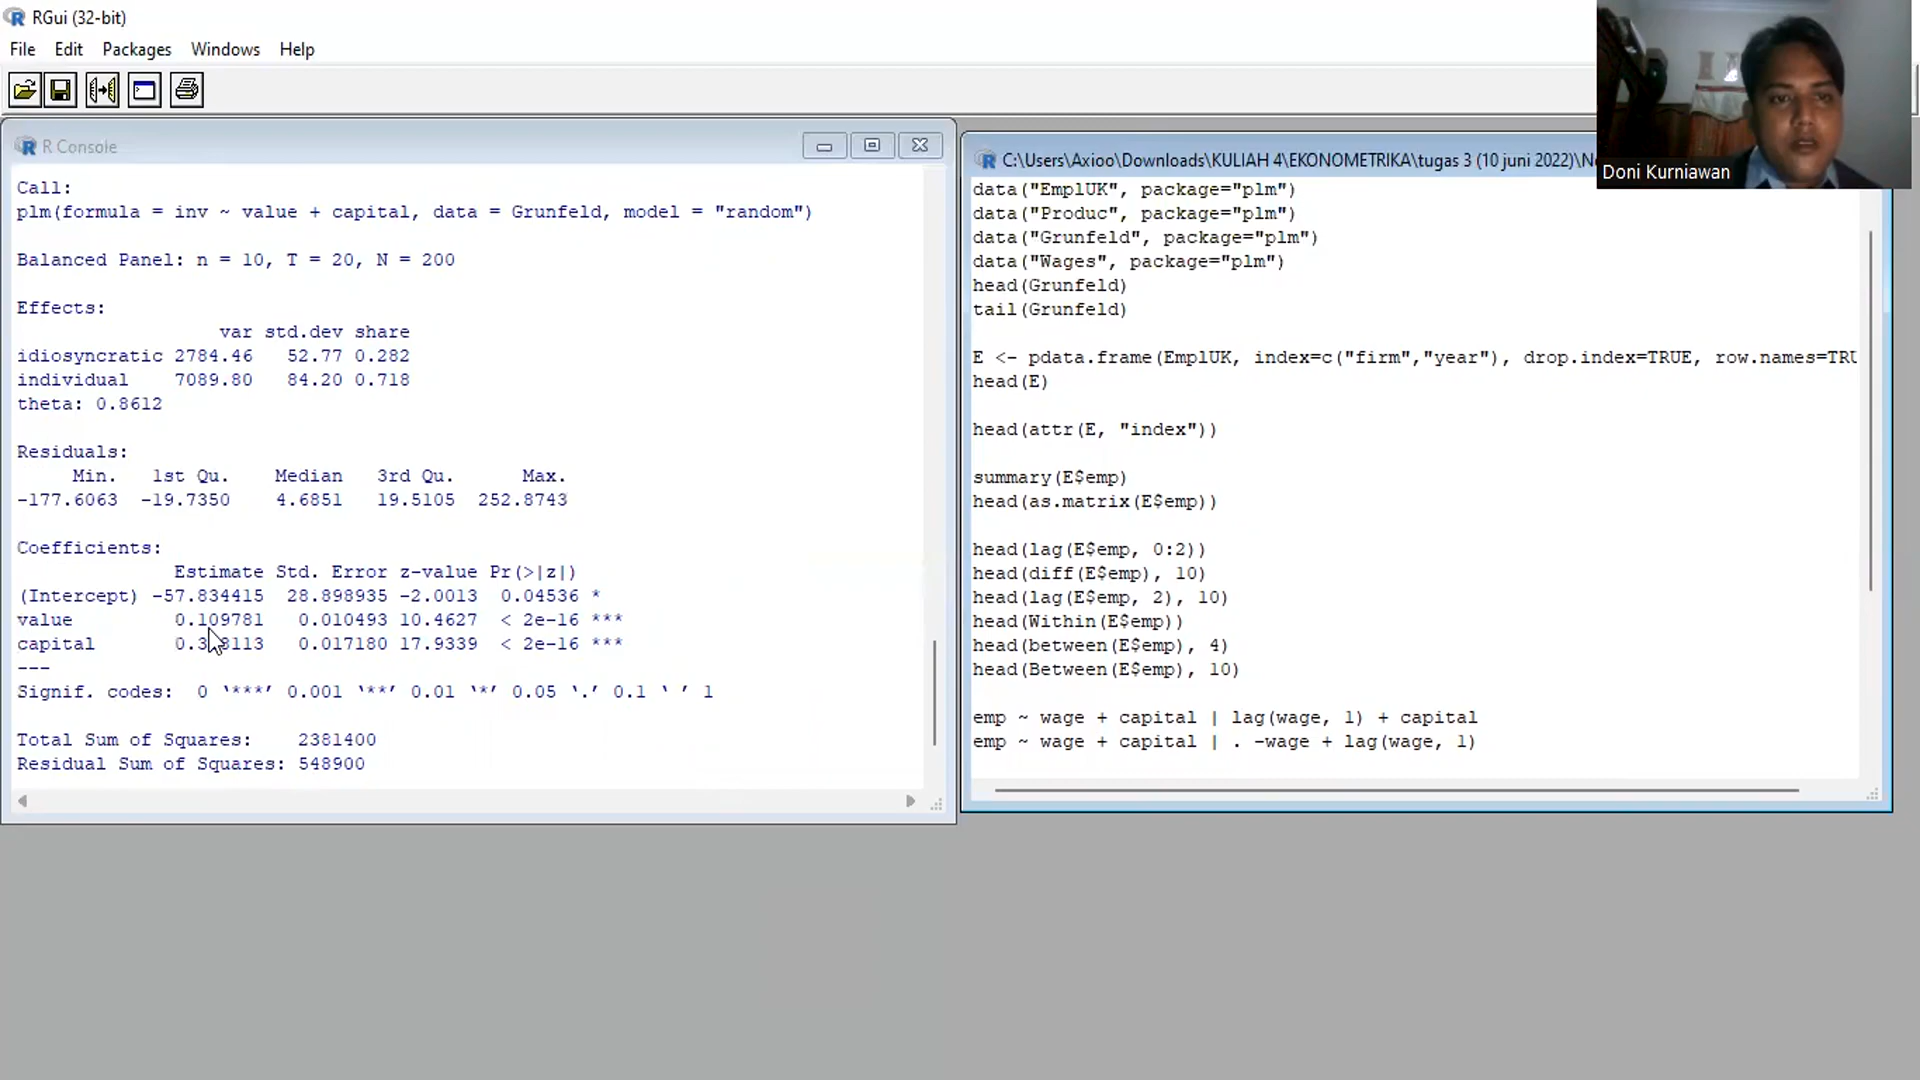 RGui (32-bit)
File Edit Packages Windows Help
R Console
Call:
plm(formula = inv ~ value + capital, data = Grunfeld, model = "random")
Balanced Panel: n = 10, T = 20, N = 200
Effects:
var std.dev share
idiosyncratic 2784.46 52.77 0.282
individual 7089.80 84.20 0.718
theta: 0.8612
Residuals:
Min. 1st Qu. Median 3rd Qu. Max.
-177.6063 -19.7350 4.6851 19.5105 252.8743
Coefficients:
Estimate Std. Error z-value Pr(>|z|)
(Intercept) -57.834415 28.898935 -2.0013 0.04536 *
value 0.109781 0.010493 10.4627 < 2e-16 ***
capital 0.017180 17.9339 < 2e-16 ***
---
Signif. codes: 0 ‘***’ 0.001 ‘**’ 0.01 ‘*’ 0.05 ‘.’ 0.1 ‘ ’ 1
Total Sum of Squares: 2381400
Residual Sum of Squares: 548900
C:\Users\Axioo\Downloads\KULIAH 4\EKONOMETRIKA\tugas 3 (10 juni 2022)\
data("EmplUK", package="plm")
data("Produc", package="plm")
data("Grunfeld", package="plm")
data("Wages", package="plm")
head(Grunfeld)
tail(Grunfeld)
E <- pdata.frame(EmplUK, index=c("firm","year"), drop.index=TRUE, row.names=TRU
head(E)
head(attr(E, "index"))
summary(E$emp)
head(as.matrix(E$emp))
head(lag(E$emp, 0:2))
head(diff(E$emp), 10)
head(lag(E$emp, 2), 10)
head(Within(E$emp))
head(between(E$emp), 4)
head(Between(E$emp), 10)
emp ~ wage + capital | lag(wage, 1) + capital
emp ~ wage + capital | . -wage + lag(wage, 1)
Doni Kurniawan